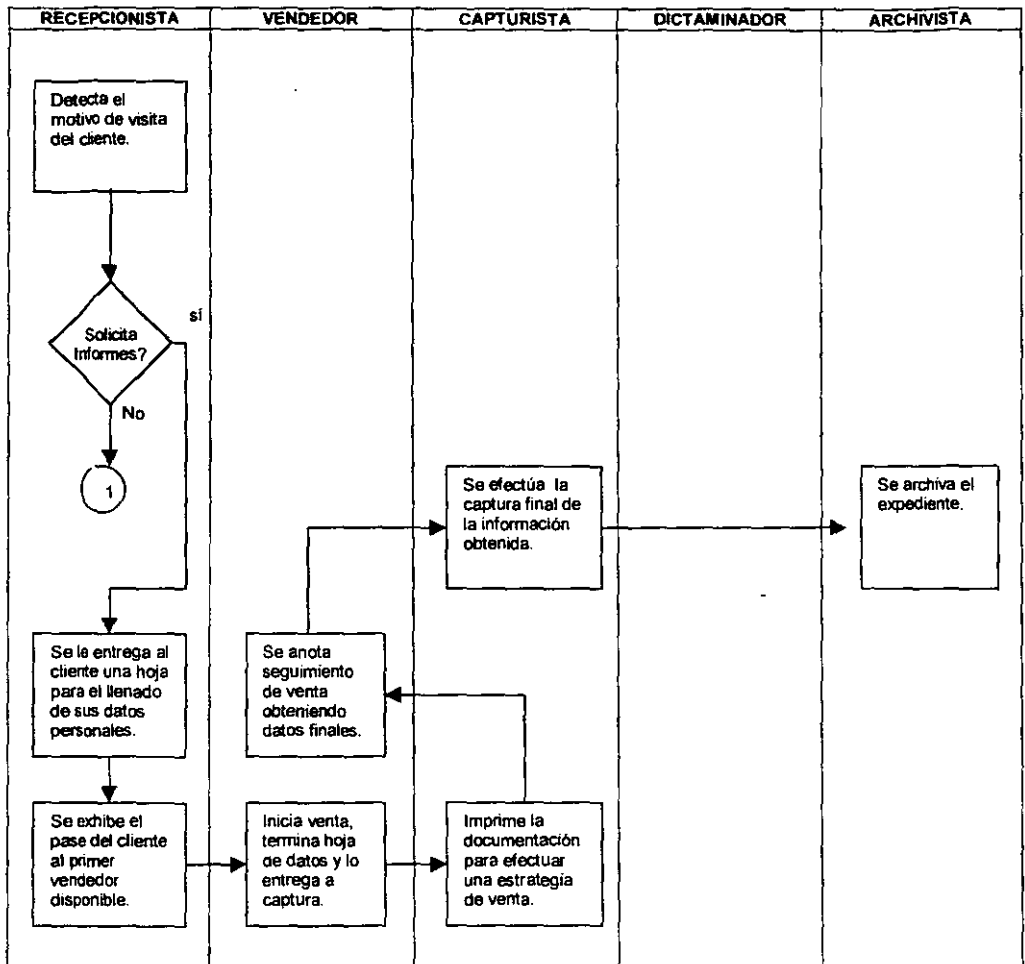 RECEPCIONISTA VENDEDOR CAPTURISTA DICTAMINADOR ARCHIVISTA
Detecta el
motivo de visita
del cliente.
Solicita
Informes?
sí
No
1
Se le entrega al
cliente una hoja
para el llenado
de sus datos
personales.
Se exhibe el
pase del cliente
al primer
vendedor
disponible.
Inicia venta,
termina hoja
de datos y lo
entrega a
captura.
Imprime la
documentación
para efectuar
una estrategia
de venta.
Se anota
seguimiento
de venta
obteniendo
datos finales.
Se efectúa la
captura final de
la información
obtenida.
Se archiva el
expediente.